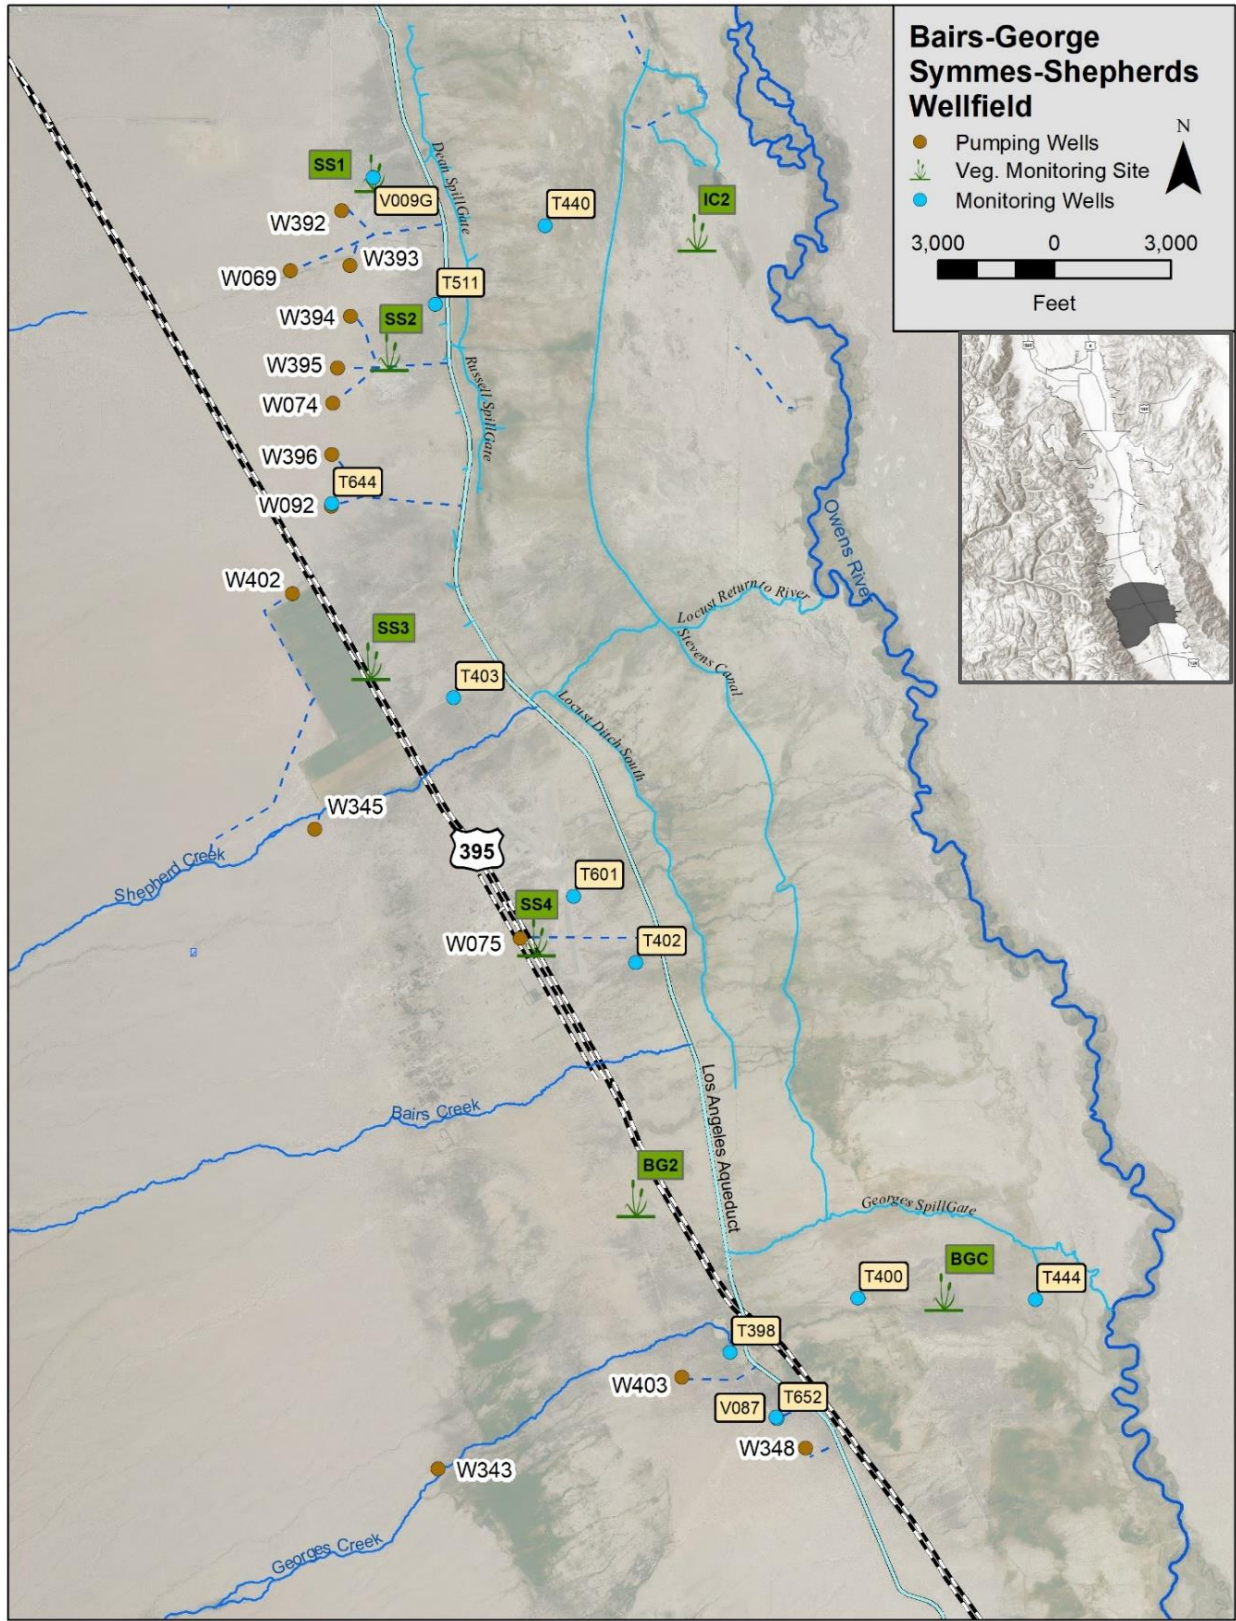 Bairs-George
Symmes-Shepherds
Wellfield
Pumping Wells
Veg. Monitoring Site
Monitoring Wells
N
3,000 0 3,000
Feet
SS1
V009G
W392
W069
W393
Dean SpillGate
T440
IC2
T511
W394
SS2
W395
W074
Russell SpillGate
W396
T644
W092
W402
SS3
T403
Owens River
Locust Return to River
Stevens Canal
Locust Ditch South
W345
Shepherd Creek
395
T601
SS4
W075
T402
Bairs Creek
Los Angeles Aqueduct
BG2
Georges SpillGate
T400
BGC
T444
T398
W403
T652
V087
W348
W343
Georges Creek